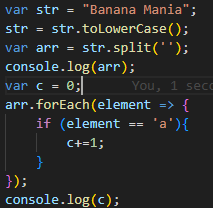 var str = "Banana Mania";
str = str.toLowerCase();
var arr = str.split('');
console.log(arr);
var c = 0; You, 1 seco
arr.forEach(element => {
if (element == 'a'){
c+=1;
}
});
console.log(c);